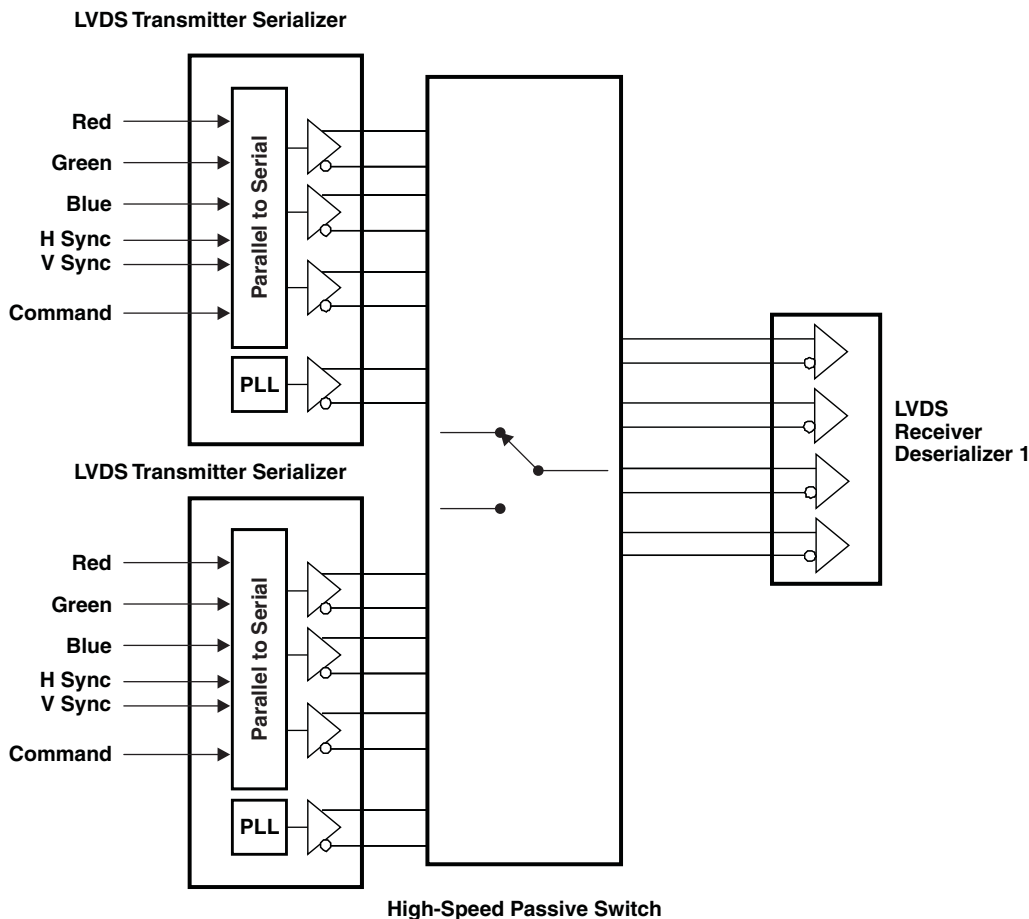 LVDS Transmitter Serializer
Red
Green
Blue
H Sync
V Sync
Command
Parallel to Serial
PLL
LVDS Transmitter Serializer
Red
Green
Blue
H Sync
V Sync
Command
Parallel to Serial
PLL
LVDS
Receiver
Deserializer 1
High-Speed Passive Switch